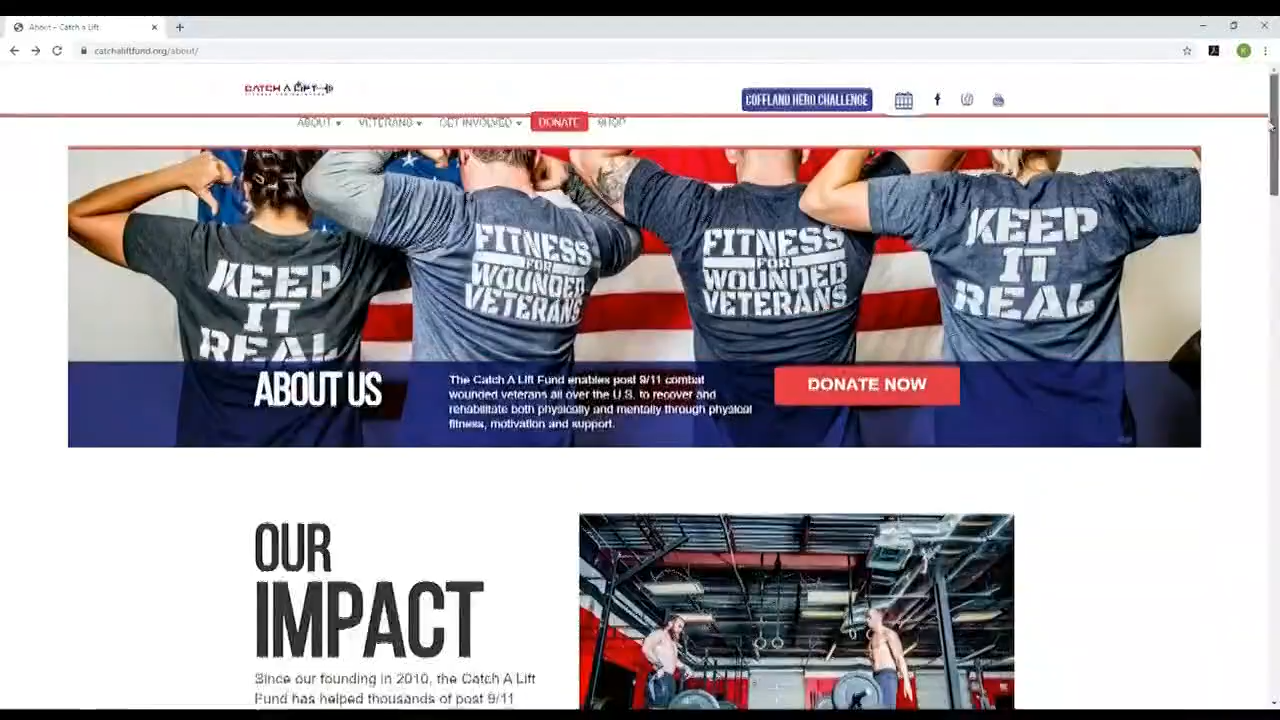 About – Catch a Lift
catchaliftfund.org/about/
CATCH A LIFT
COFFLAND HERO CHALLENGE
ABOUT
VETERANS
GET INVOLVED
DONATE
SHOP
KEEP
IT
REAL
FITNESS
FOR
WOUNDED
VETERANS
FITNESS
FOR
WOUNDED
VETERANS
KEEP
IT
REAL
ABOUT US
The Catch A Lift Fund enables post 9/11 combat
wounded veterans all over the U.S. to recover and
rehabilitate both physically and mentally through physical
fitness, motivation and support.
DONATE NOW
OUR
IMPACT
Since our founding in 2010, the Catch A Lift
Fund has helped thousands of post 9/11